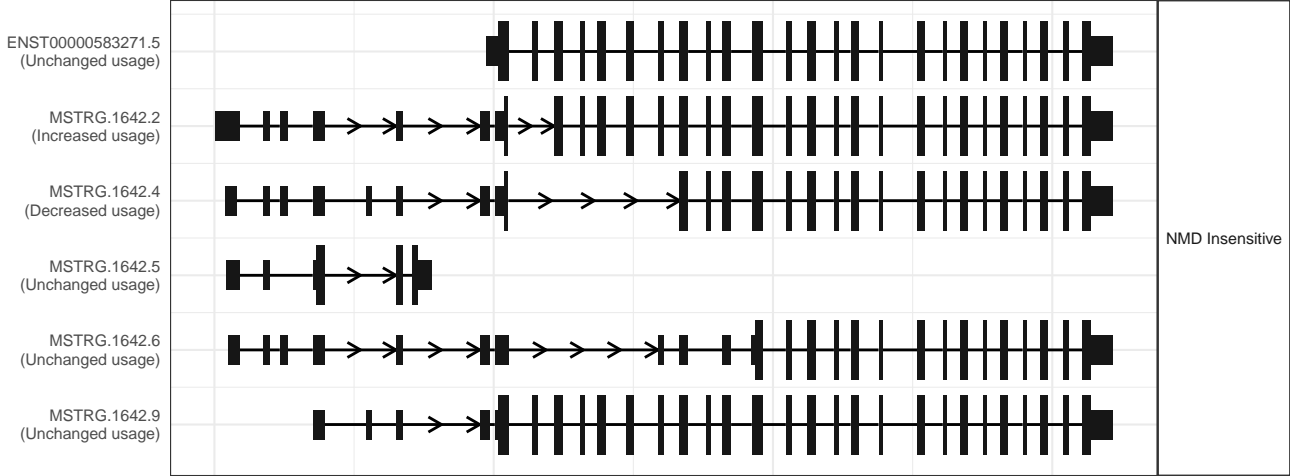 ENST00000583271.5
(Unchanged usage)
MSTRG.1642.2
(Increased usage)
MSTRG.1642.4
(Decreased usage)
MSTRG.1642.5
(Unchanged usage)
MSTRG.1642.6
(Unchanged usage)
MSTRG.1642.9
(Unchanged usage)
NMD Insensitive